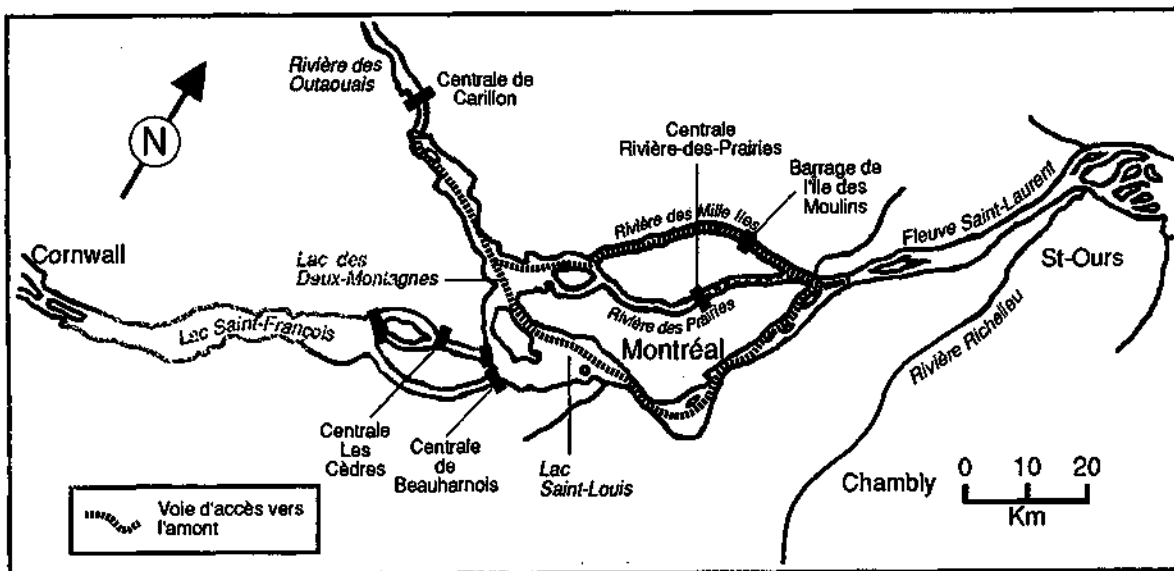 Rivière des
Outaouais
Centrale de
Carillon
N
Centrale
Rivière-des-Prairies
Barrage de
l'Île des
Moulins
Rivière des Mille Iles
Fleuve Saint-Laurent
Cornwall
Lac des
Deux-Montagnes
St-Ours
Lac Saint-François
Rivière des Prairies
Montréal
Rivière Richelieu
Centrale
Les
Cèdres
Centrale
de
Beauharnois
Lac
Saint-Louis
Chambly
0 10 20
Km
Voie d'accès vers
l'amont